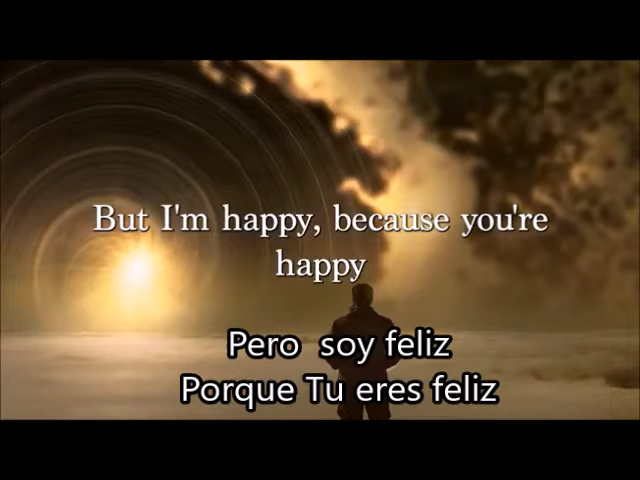 But I'm happy, because you're
happy
Pero soy feliz
Porque Tu eres feliz